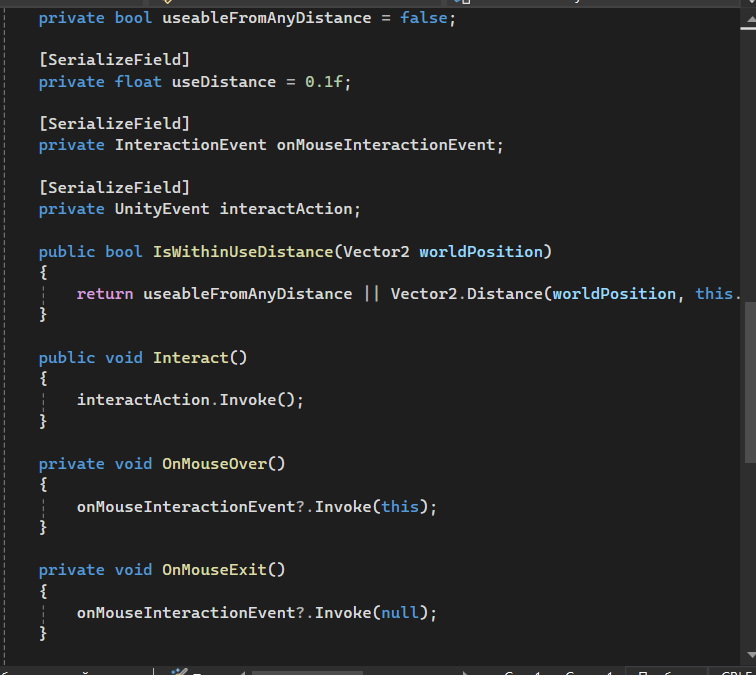 private bool useableFromAnyDistance = false;
[SerializeField]
private float useDistance = 0.1f;
[SerializeField]
private InteractionEvent onMouseInteractionEvent;
[SerializeField]
private UnityEvent interactAction;
public bool IsWithinUseDistance(Vector2 worldPosition)
{
return useableFromAnyDistance || Vector2.Distance(worldPosition, this.
}
public void Interact()
{
interactAction.Invoke();
}
private void OnMouseOver()
{
onMouseInteractionEvent?.Invoke(this);
}
private void OnMouseExit()
{
onMouseInteractionEvent?.Invoke(null);
}